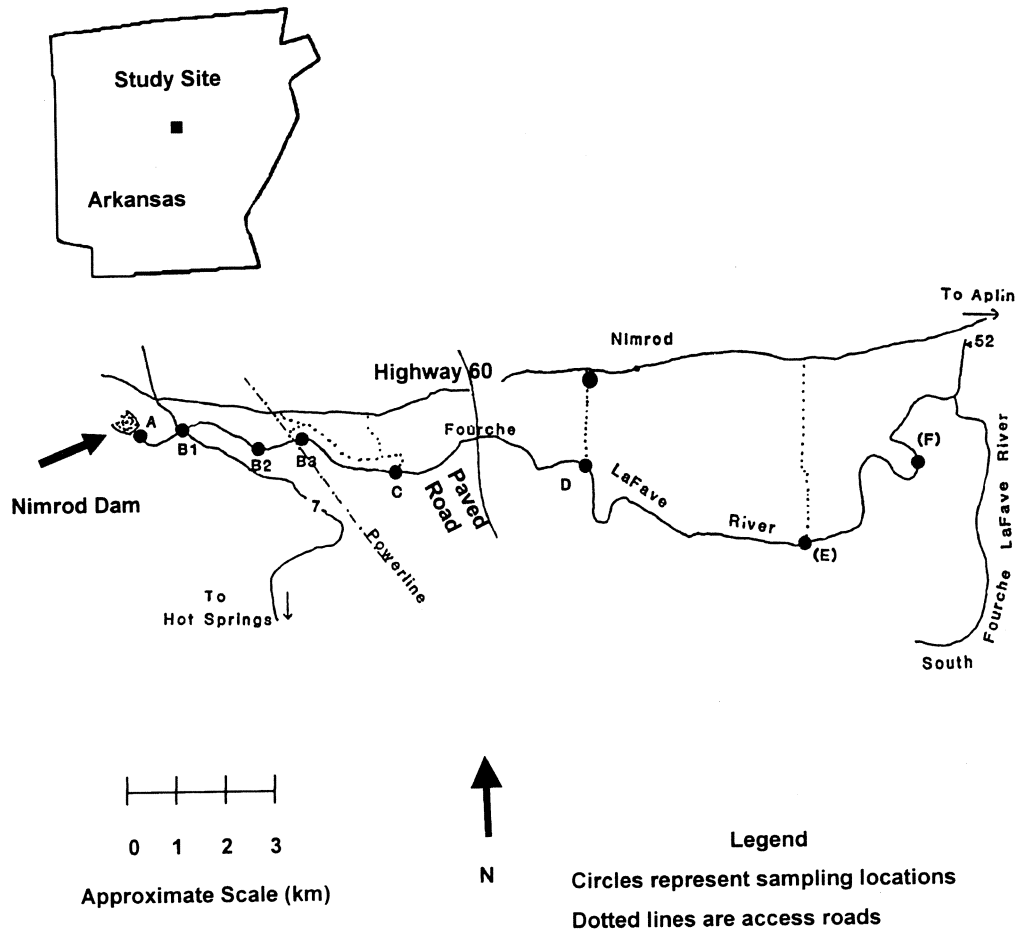 Study Site
Arkansas
To Aplin
Nimrod
52
Highway 60
A
Fourche
B1
B2
B3
(F)
C
D
LaFave
Nimrod Dam
Paved
Road
7
River
(E)
Powerline
Fourche LaFave River
To
Hot Springs
South
0 1 2 3
Approximate Scale (km)
N
Legend
Circles represent sampling locations
Dotted lines are access roads